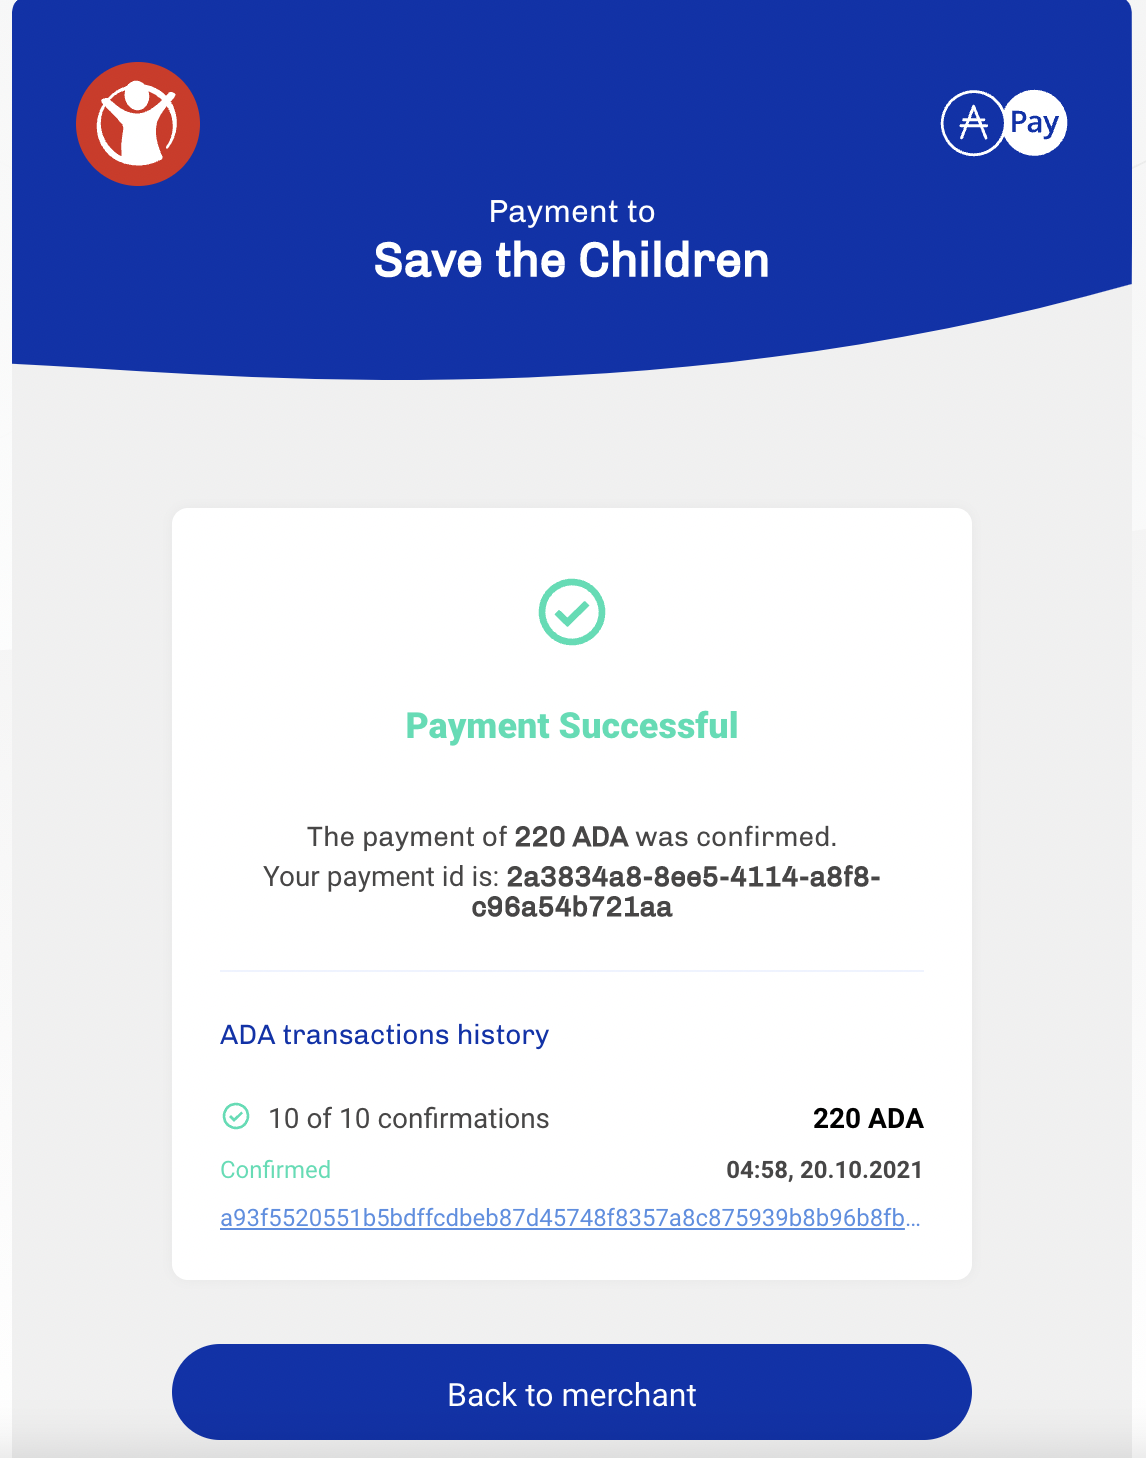 Pay
Payment to
Save the Children
Payment Successful
The payment of 220 ADA was confirmed.
Your payment id is: 2a3834a8-8ee5-4114-a8f8-
c96a54b721aa
ADA transactions history
10 of 10 confirmations 220 ADA
Confirmed 04:58, 20.10.2021
a93f5520551b5bdffcdbeb87d45748f8357a8c875939b8b96b8fb...
Back to merchant